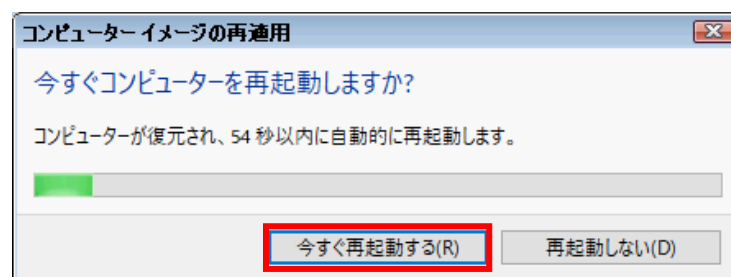 コンピューター イメージの再適用
今すぐコンピューターを再起動しますか?
コンピューターが復元され、54 秒以内に自動的に再起動します。
今すぐ再起動する(R)
再起動しない(D)